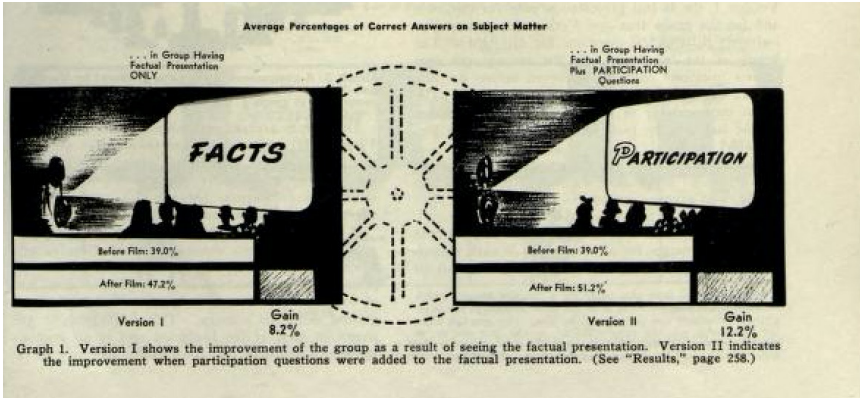 Average Percentages of Correct Answers on Subject Matter
. . . in Group Having
Factual Presentation
ONLY
. . . in Group Having
Factual Presentation
Plus PARTICIPATION
Questions
FACTS
PARTICIPATION
Before Film: 39.0%
After Film: 47.2%
Version I
Gain
8.2%
Before Film: 39.0%
After Film: 51.2%
Version II
Gain
12.2%
Graph 1. Version I shows the improvement of the group as a result of seeing the factual presentation. Version II indicates
the improvement when participation questions were added to the factual presentation. (See "Results," page 258.)